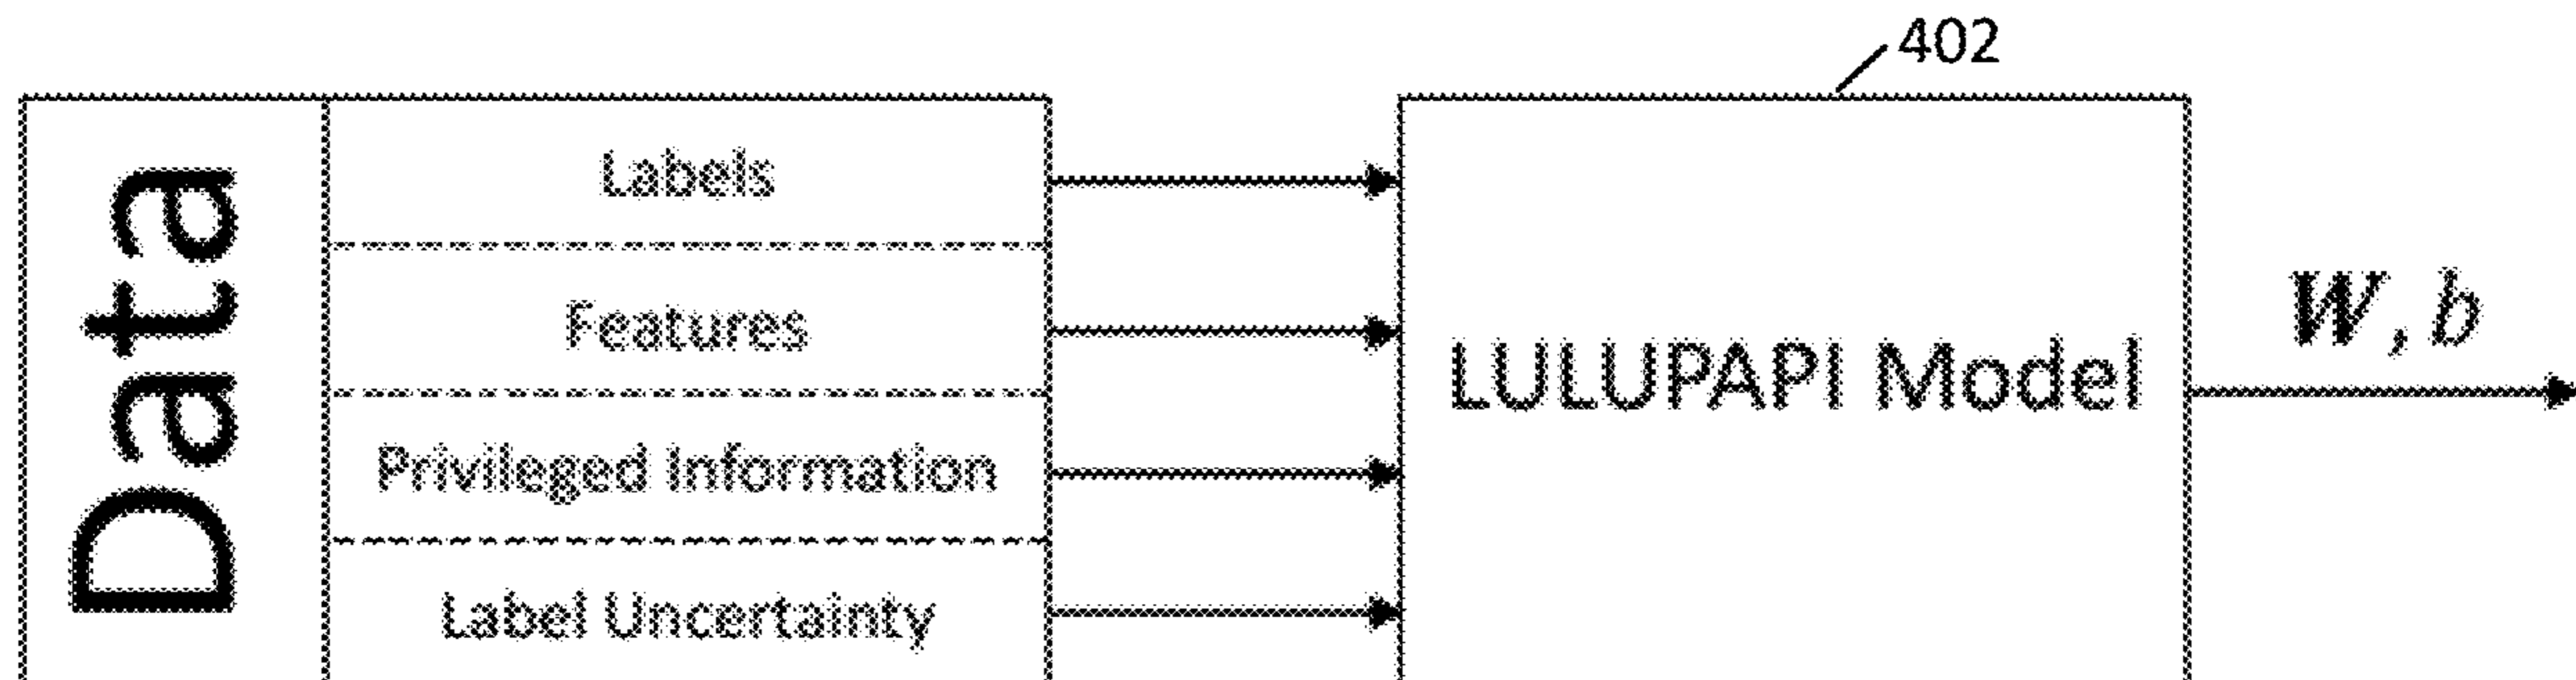 402
Data
Labels
Features
Privileged Information
Label Uncertainty
LULUPAPI Model
W, b